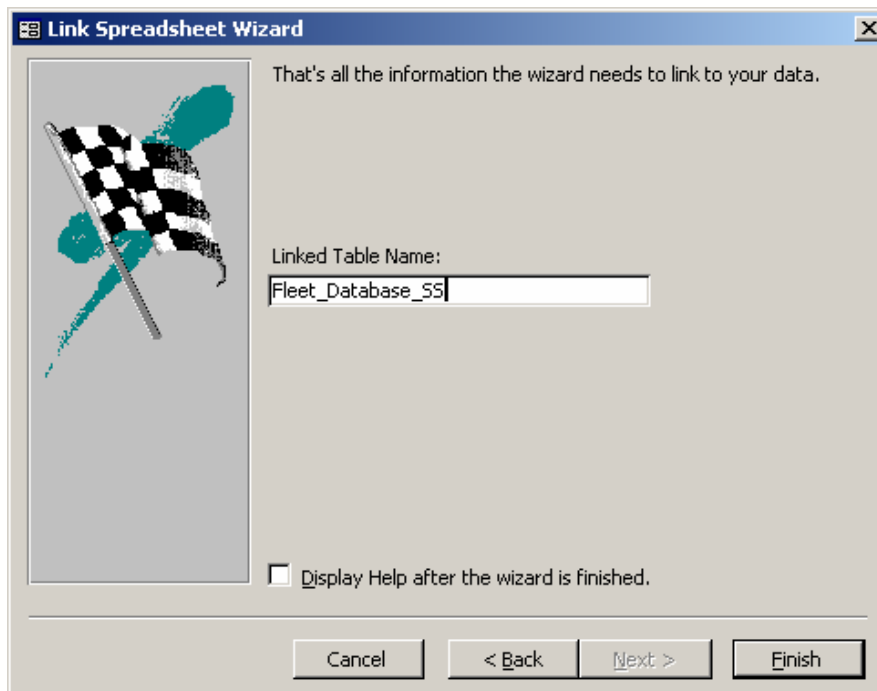 Link Spreadsheet Wizard
That's all the information the wizard needs to link to your data.
Linked Table Name:
Fleet_Database_SS
Display Help after the wizard is finished.
Cancel
< Back
Next >
Finish